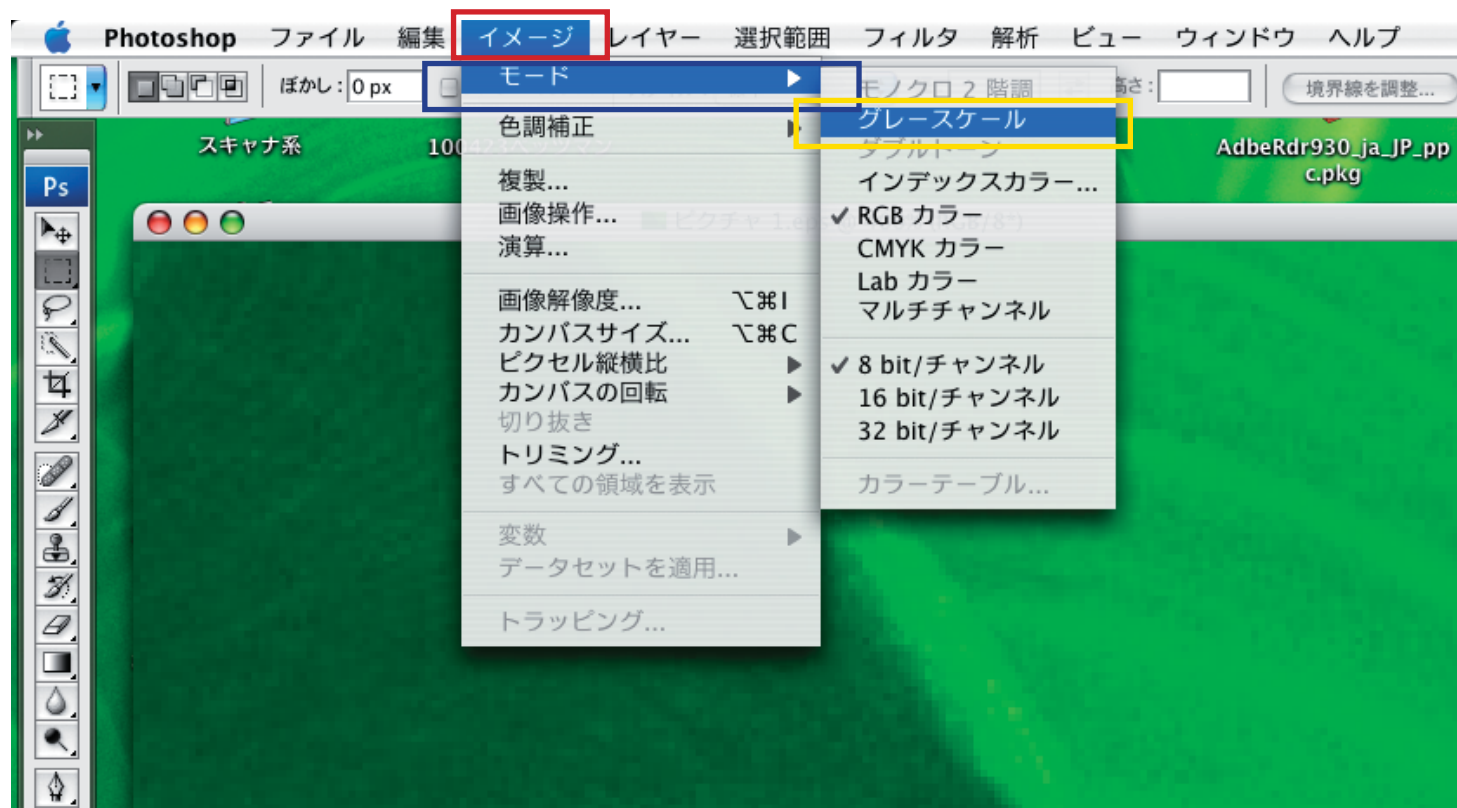 Photoshop ファイル 編集 イメージ レイヤー 選択範囲 フィルタ 解析 ビュー ウィンドウ ヘルプ
ぼかし : 0 px
高さ:
境界線を調整...
スキャナ系
AdbeRdr930_ja_JP_pp
c.pkg
Ps
モード
色調補正
複製...
画像操作...
演算...
画像解像度... ⌥⌘I
カンバスサイズ... ⌥⌘C
ピクセル縦横比
カンバスの回転
切り抜き
トリミング...
すべての領域を表示
変数
データセットを適用...
トラッピング...
モノクロ 2 階調
グレースケール
ダブルトーン
インデックスカラー...
✓ RGB カラー
CMYK カラー
Lab カラー
マルチチャンネル
✓ 8 bit/チャンネル
16 bit/チャンネル
32 bit/チャンネル
カラーテーブル...